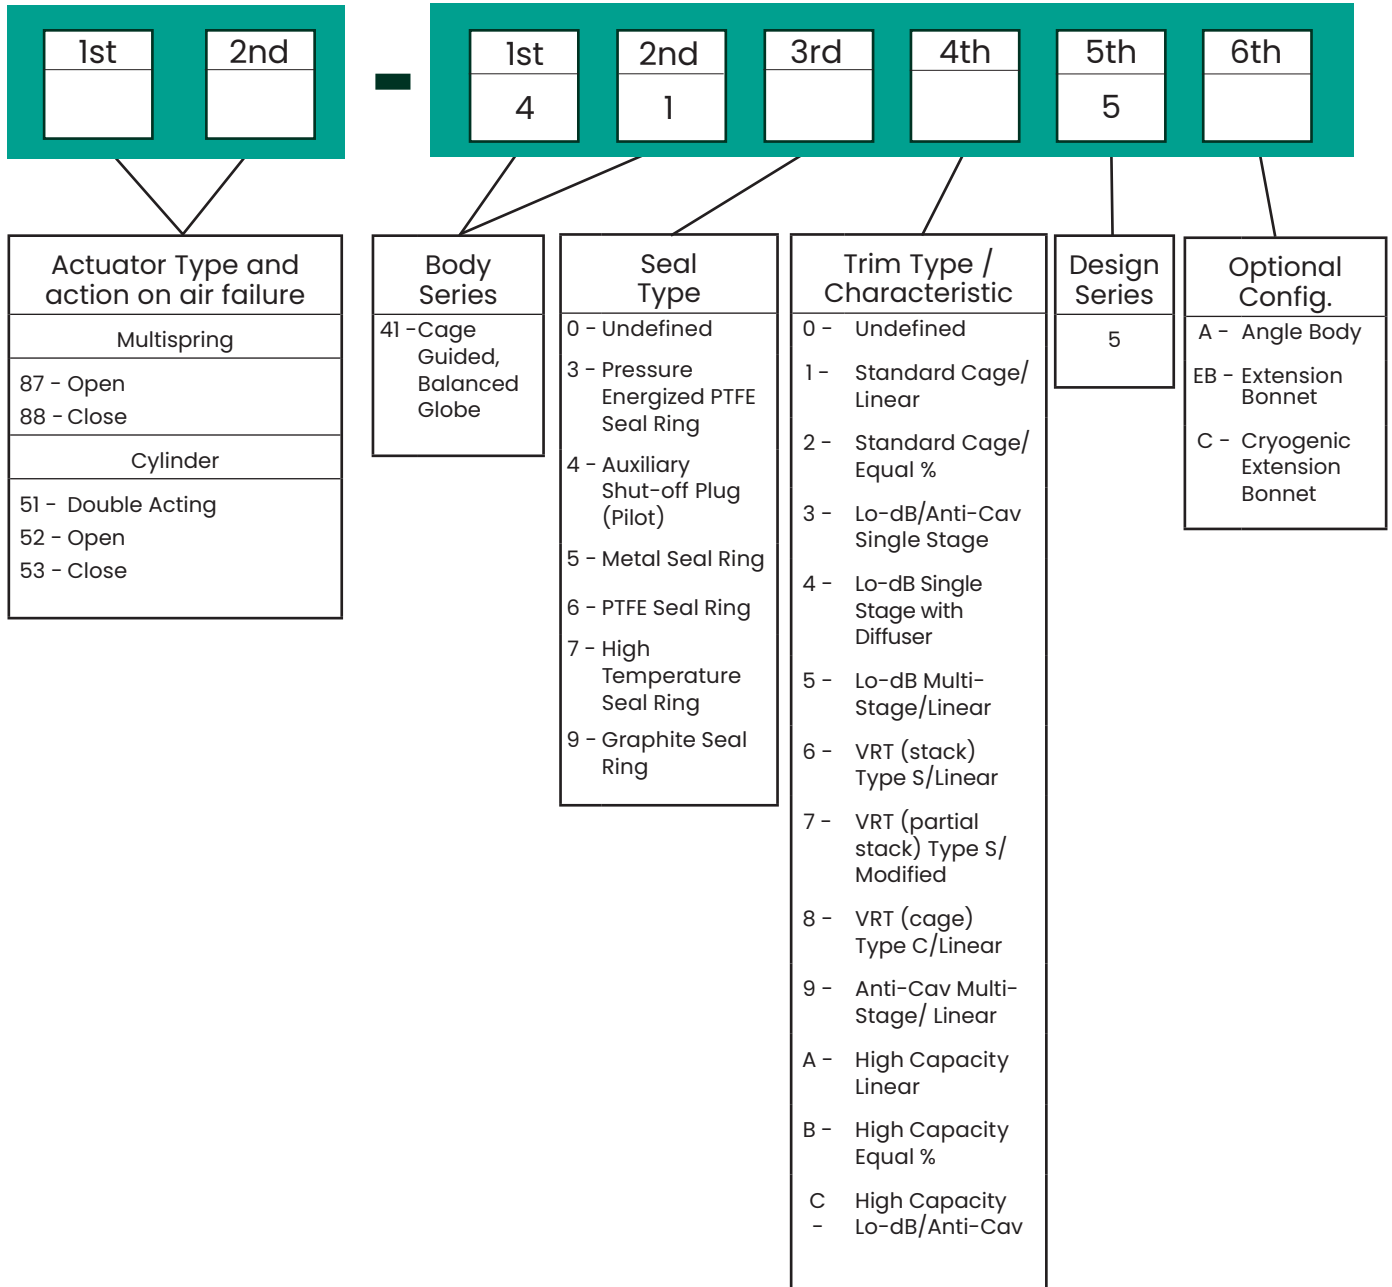 1st 2nd - 1st 2nd 3rd 4th 5th 6th
4 1 5
Actuator Type and
action on air failure
Multispring
87 - Open
88 - Close
Cylinder
51 - Double Acting
52 - Open
53 - Close
Body
Series
41 - Cage
Guided,
Balanced
Globe
Seal
Type
0 - Undefined
3 - Pressure
Energized PTFE
Seal Ring
4 - Auxiliary
Shut-off Plug
(Pilot)
5 - Metal Seal Ring
6 - PTFE Seal Ring
7 - High
Temperature
Seal Ring
9 - Graphite Seal
Ring
Trim Type /
Characteristic
0 - Undefined
1 - Standard Cage/
Linear
2 - Standard Cage/
Equal %
3 - Lo-dB/Anti-Cav
Single Stage
4 - Lo-dB Single
Stage with
Diffuser
5 - Lo-dB Multi-
Stage/Linear
6 - VRT (stack)
Type S/Linear
7 - VRT (partial
stack) Type S/
Modified
8 - VRT (cage)
Type C/Linear
9 - Anti-Cav Multi-
Stage/ Linear
A - High Capacity
Linear
B - High Capacity
Equal %
C High Capacity
- Lo-dB/Anti-Cav
Design
Series
5
Optional
Config.
A - Angle Body
EB - Extension
Bonnet
C - Cryogenic
Extension
Bonnet